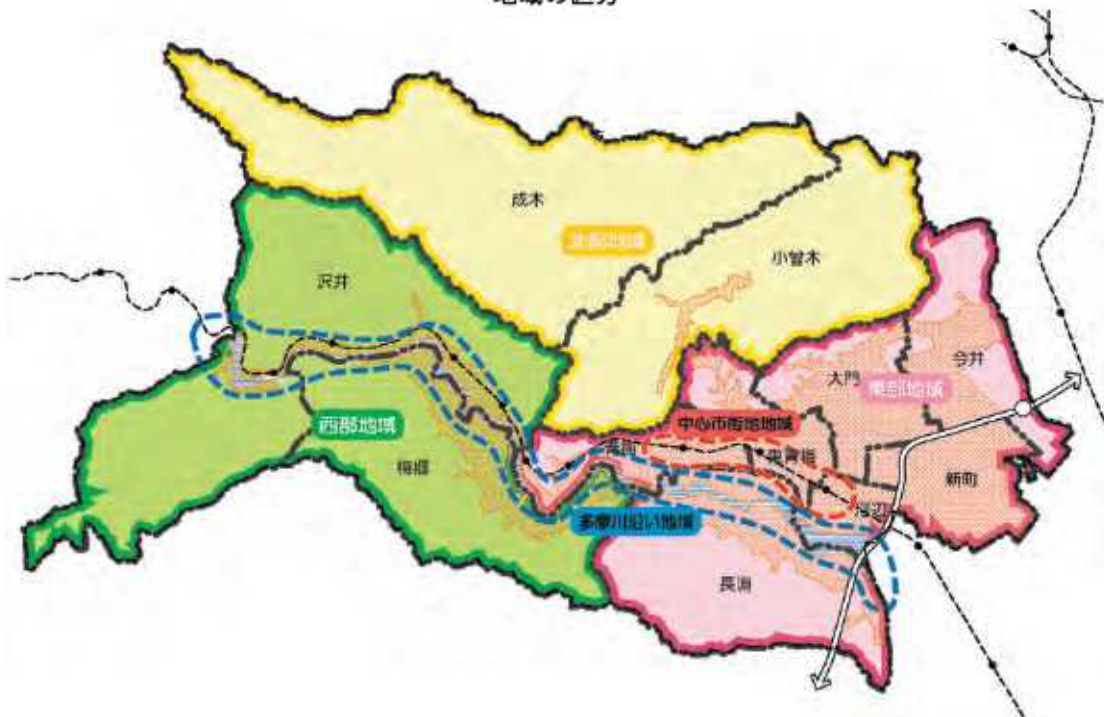 地域の区分
成木
北部地域
小曾木
沢井
今井
大門
東部地域
中心市街地地域
西部地域
青梅
東青梅
梅郷
新町
河辺
多摩川沿い地域
長淵